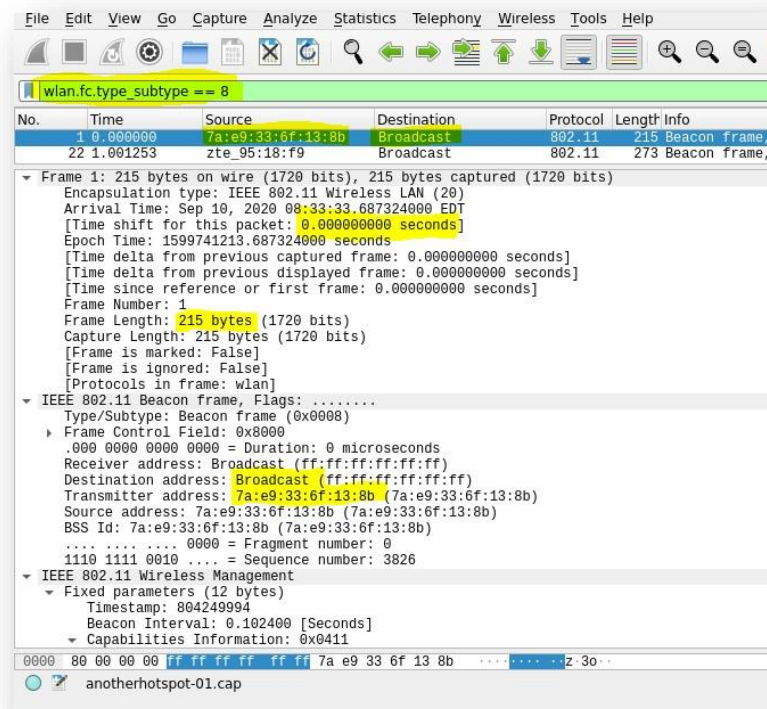 File Edit View Go Capture Analyze Statistics Telephony Wireless Tools Help
wlan.fc.type_subtype == 8
No. Time Source Destination Protocol Length Info
1 0.000000 7a:e9:33:6f:13:8b Broadcast 802.11 215 Beacon frame,
22 1.001253 zte_95:18:f9 Broadcast 802.11 273 Beacon frame,
Frame 1: 215 bytes on wire (1720 bits), 215 bytes captured (1720 bits)
Encapsulation type: IEEE 802.11 Wireless LAN (20)
Arrival Time: Sep 10, 2020 08:33:33.687324000 EDT
[Time shift for this packet: 0.000000000 seconds]
Epoch Time: 1599741213.687324000 seconds
[Time delta from previous captured frame: 0.000000000 seconds]
[Time delta from previous displayed frame: 0.000000000 seconds]
[Time since reference or first frame: 0.000000000 seconds]
Frame Number: 1
Frame Length: 215 bytes (1720 bits)
Capture Length: 215 bytes (1720 bits)
[Frame is marked: False]
[Frame is ignored: False]
[Protocols in frame: wlan]
IEEE 802.11 Beacon frame, Flags: ........
Type/Subtype: Beacon frame (0x0008)
Frame Control Field: 0x8000
.000 0000 0000 0000 = Duration: 0 microseconds
Receiver address: Broadcast (ff:ff:ff:ff:ff:ff)
Destination address: Broadcast (ff:ff:ff:ff:ff:ff)
Transmitter address: 7a:e9:33:6f:13:8b (7a:e9:33:6f:13:8b)
Source address: 7a:e9:33:6f:13:8b (7a:e9:33:6f:13:8b)
BSS Id: 7a:e9:33:6f:13:8b (7a:e9:33:6f:13:8b)
.... .... .... 0000 = Fragment number: 0
1110 1111 0010 .... = Sequence number: 3826
IEEE 802.11 Wireless Management
Fixed parameters (12 bytes)
Timestamp: 804249994
Beacon Interval: 0.102400 [Seconds]
Capabilities Information: 0x0411
0000 80 00 00 00 ff ff ff ff ff ff 7a e9 33 6f 13 8b ·········· z·3o··
anotherhotspot-01.cap